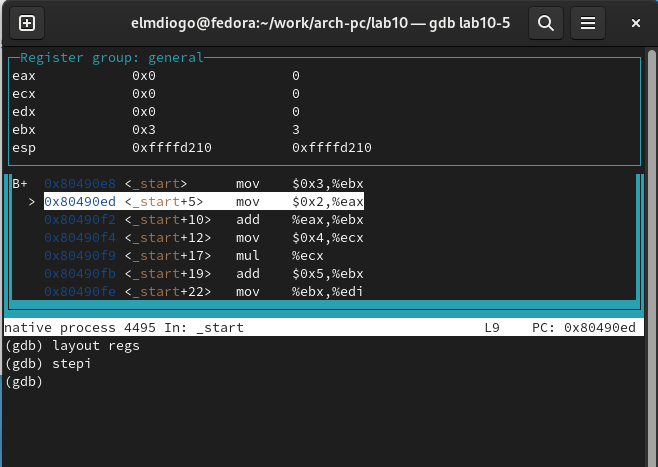 elmdiogo@fedora:~/work/arch-pc/lab10 — gdb lab10-5
Register group: general
eax 0x0 0
ecx 0x0 0
edx 0x0 0
ebx 0x3 3
esp 0xffffd210 0xffffd210
B+ 0x80490e8 <_start> mov $0x3,%ebx
> 0x80490ed <_start+5> mov $0x2,%eax
0x80490f2 <_start+10> add %eax,%ebx
0x80490f4 <_start+12> mov $0x4,%ecx
0x80490f9 <_start+17> mul %ecx
0x80490fb <_start+19> add $0x5,%ebx
0x80490fe <_start+22> mov %ebx,%edi
native process 4495 In: _start L9 PC: 0x80490ed
(gdb) layout regs
(gdb) stepi
(gdb)